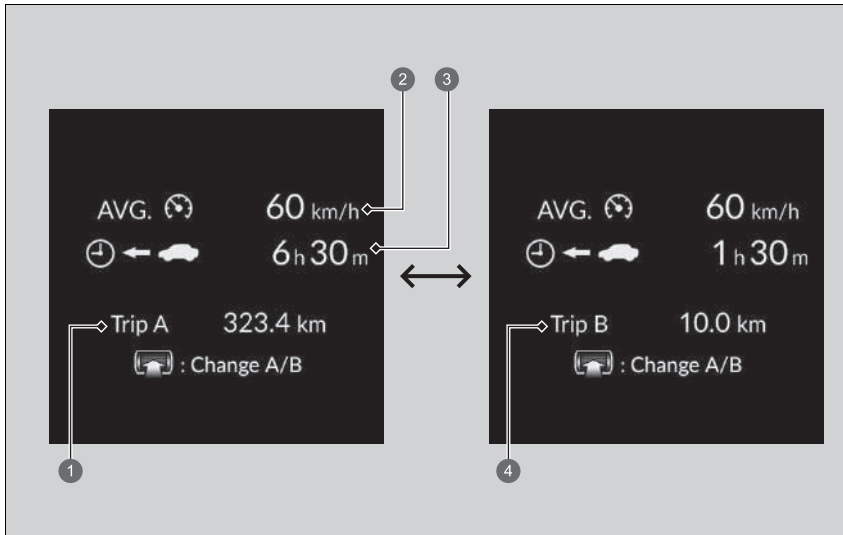 2 3
AVG. 60 km/h
6 h 30 m
Trip A 323.4 km
: Change A/B
1
AVG. 60 km/h
1 h 30 m
Trip B 10.0 km
: Change A/B
4